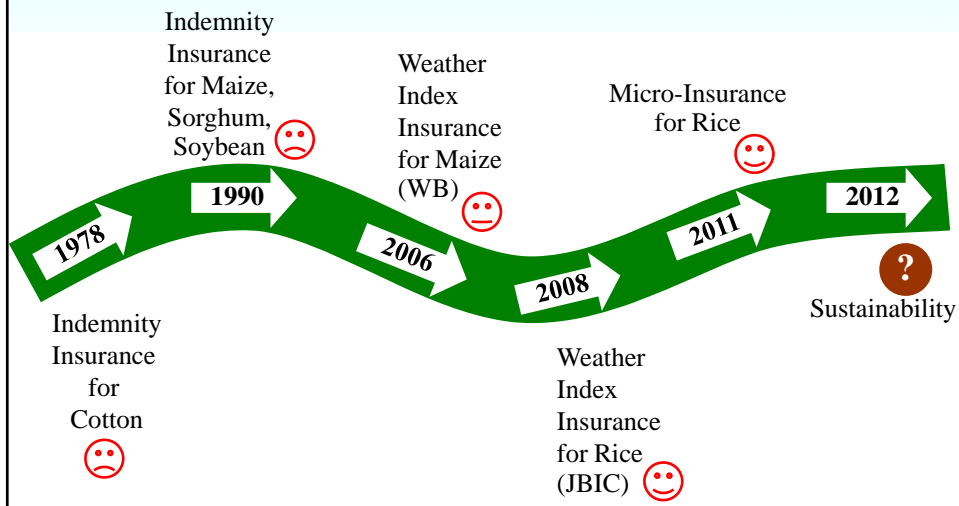 Indemnity
Insurance
for Maize,
Sorghum,
Soybean
1990
1978
Indemnity
Insurance
for
Cotton
Weather
Index
Insurance
for Maize
(WB)
2006
2008
Weather
Index
Insurance
for Rice
(JBIC)
Micro-Insurance
for Rice
2011
2012
?
Sustainability